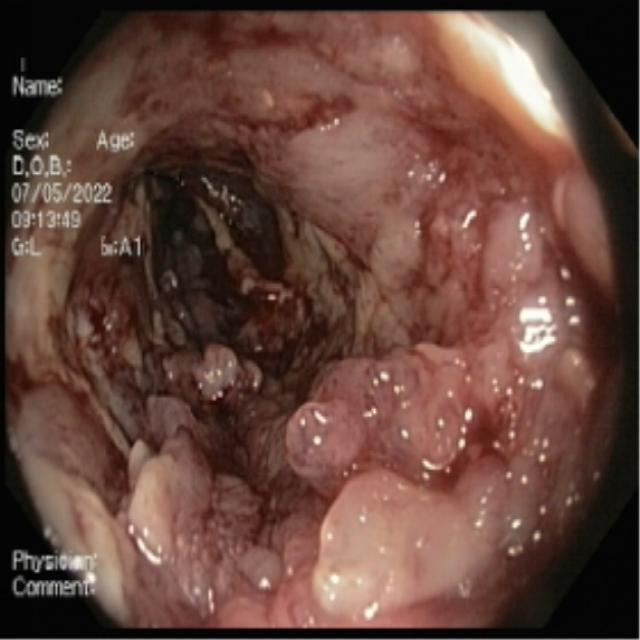 Name:
Sex: Age:
D.O.B.:
07/05/2022
09:13:49
G:L
Physician:
Comment: